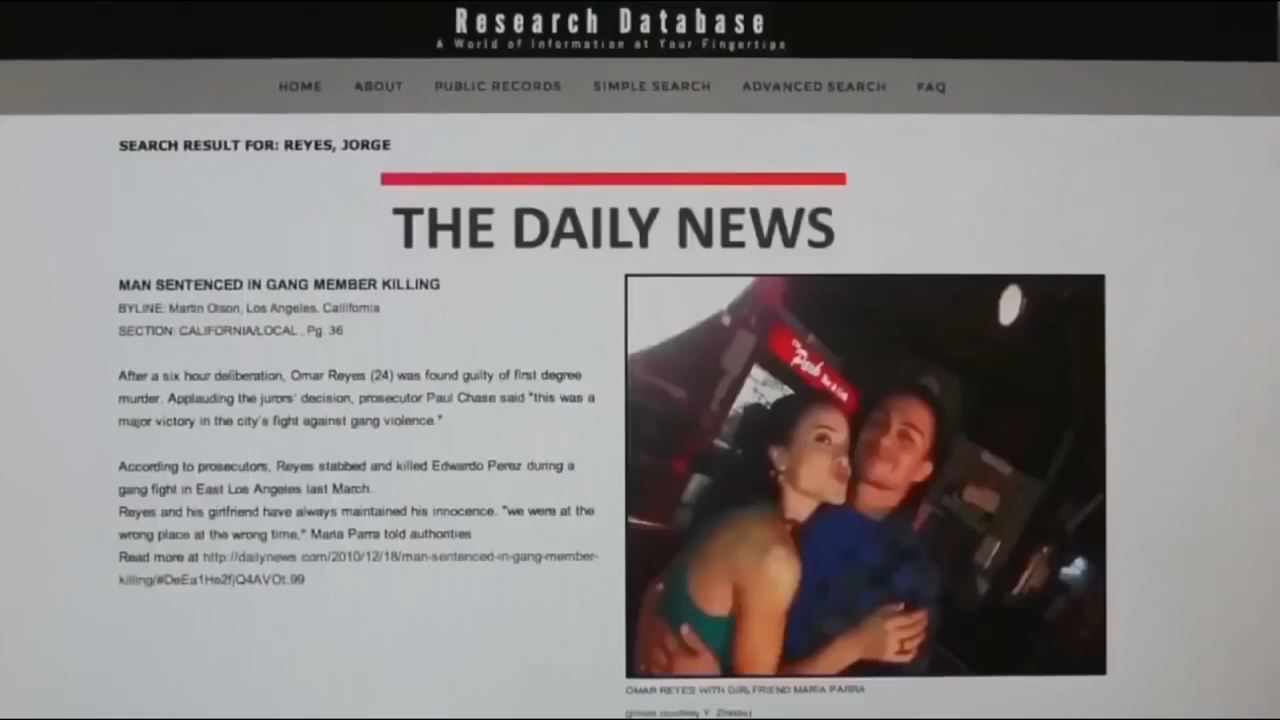 Research Database
A World of Information at Your Fingertips
HOME ABOUT PUBLIC RECORDS SIMPLE SEARCH ADVANCED SEARCH FAQ
SEARCH RESULT FOR: REYES, JORGE
THE DAILY NEWS
MAN SENTENCED IN GANG MEMBER KILLING
BYLINE: Martin Olson, Los Angeles, Cailifornia
SECTION: CALIFORNIA/LOCAL , Pg. 36
After a six hour deliberation, Omar Reyes (24) was found guilty of first degree
murder. Applauding the jurors' decision, prosecutor Paul Chase said "this was a
major victory in the city's fight against gang violence."
According to prosecutors, Reyes stabbed and killed Edwardo Perez during a
gang fight in East Los Angeles last March.
Reyes and his girlfriend have always maintained his innocence. "we were at the
wrong place at the wrong time," Maria Parra told authorities
Read more at http://dailynews.com/2010/12/18/man-sentenced-in-gang-member-
killing/#DeEa1He2fjQ4AVOt.99
OMAR REYES WITH GIRLFRIEND MARIA PARRA